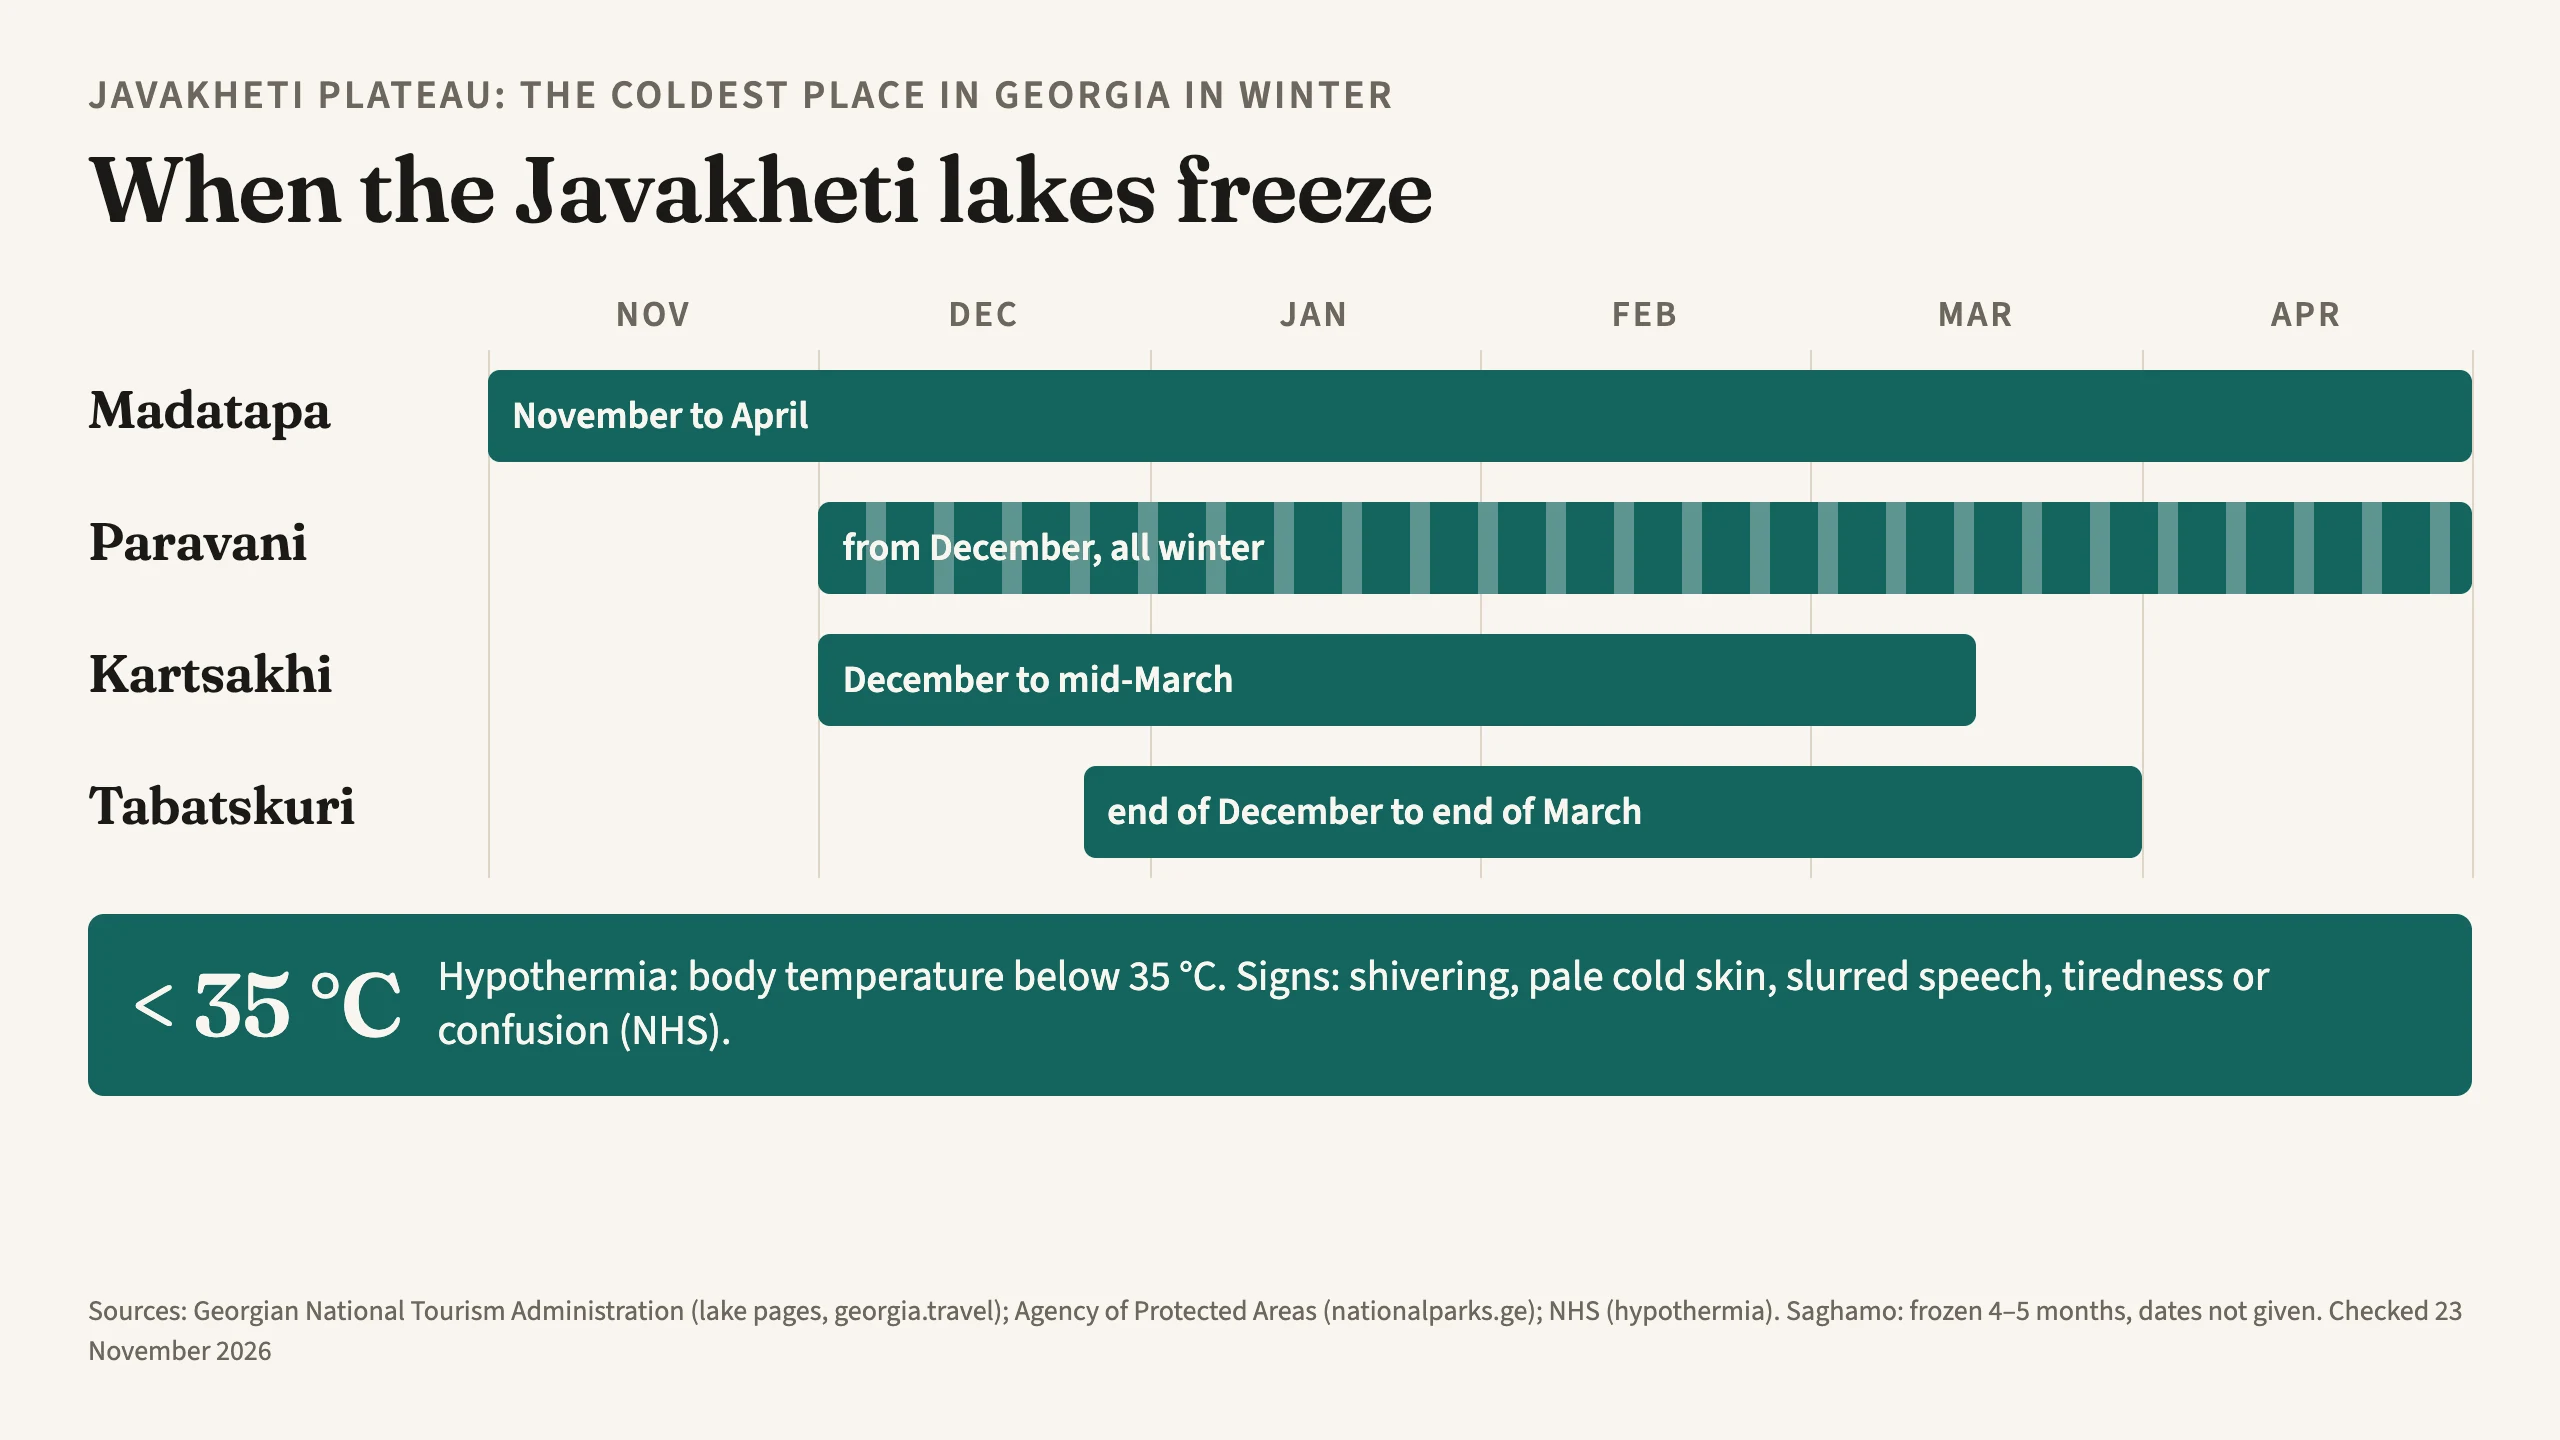 JAVAKHETI PLATEAU: THE COLDEST PLACE IN GEORGIA IN WINTER
When the Javakheti lakes freeze
NOV DEC JAN FEB MAR APR
Madatapa November to April
Paravani from December, all winter
Kartsakhi December to mid-March
Tabatskuri end of December to end of March
< 35 °C
Hypothermia: body temperature below 35 °C. Signs: shivering, pale cold skin, slurred speech, tiredness or
confusion (NHS).
Sources: Georgian National Tourism Administration (lake pages, georgia.travel); Agency of Protected Areas (nationalparks.ge); NHS (hypothermia). Saghamo: frozen 4–5 months, dates not given. Checked 23
November 2026